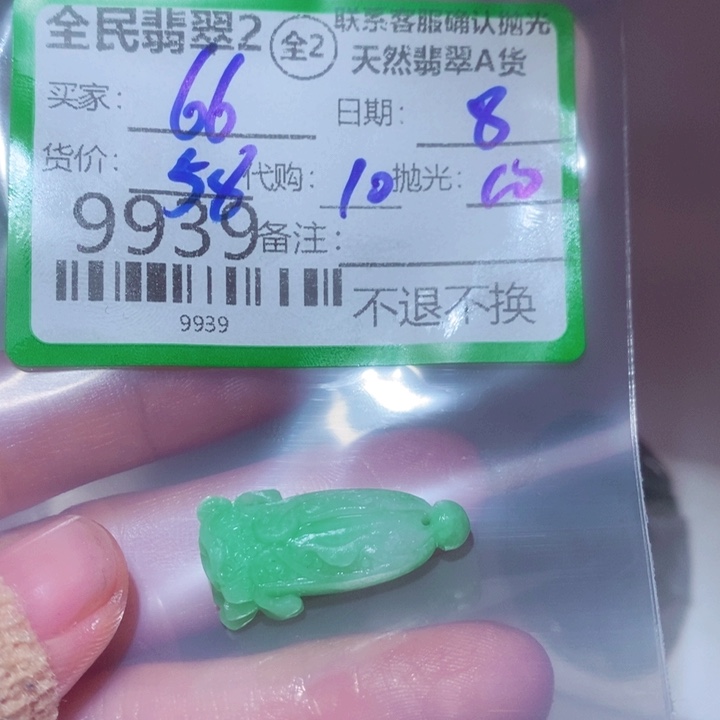 全民翡翠2 全2 联系客服确认抛光
天然翡翠A货
买家: 66 日期: 8
货价: 58 代购: 10 抛光:
9939 备注:
9939
不退不换